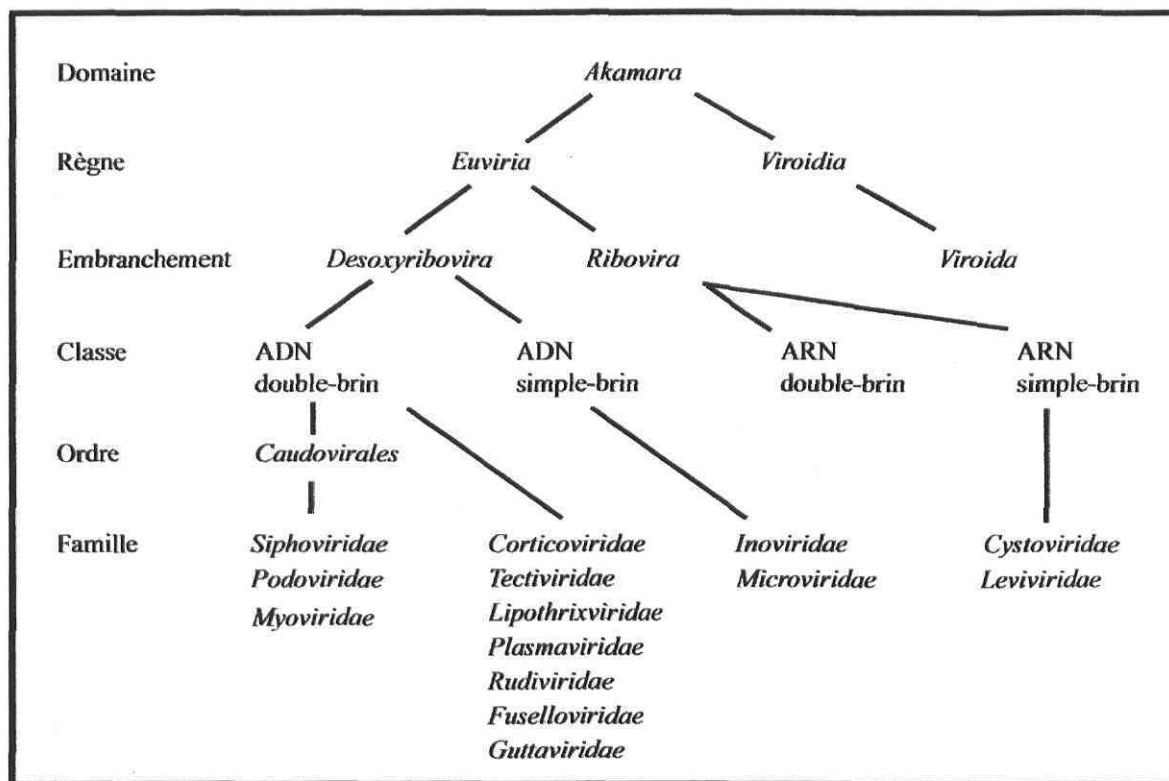 Domaine Akamara
Règne Euviria Viroidia
Embranchement Desoxyribovira Ribovira Viroida
Classe ADN ADN ARN ARN
double-brin simple-brin double-brin simple-brin
Ordre Caudovirales
Famille Siphoviridae Corticoviridae Inoviridae Cystoviridae
Podoviridae Tectiviridae Microviridae Leviviridae
Myoviridae Lipothrixviridae
Plasmaviridae
Rudiviridae
Fuselloviridae
Guttaviridae